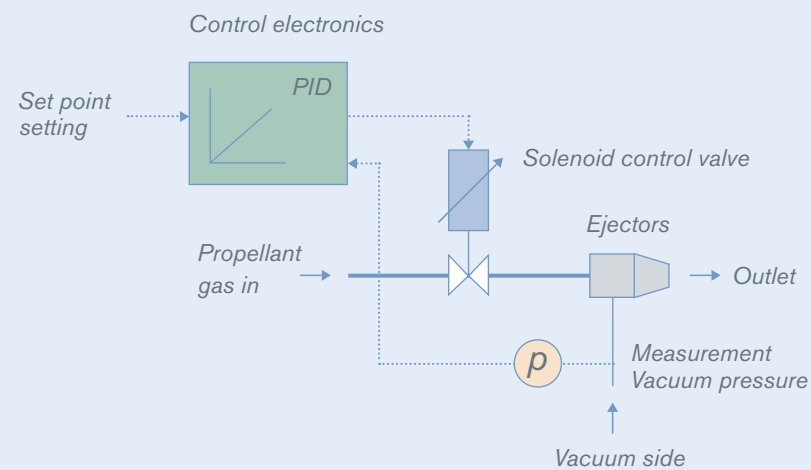 Control electronics
PID
Set point
setting
Solenoid control valve
Ejectors
Propellant
gas in
Outlet
p
Measurement
Vacuum pressure
Vacuum side